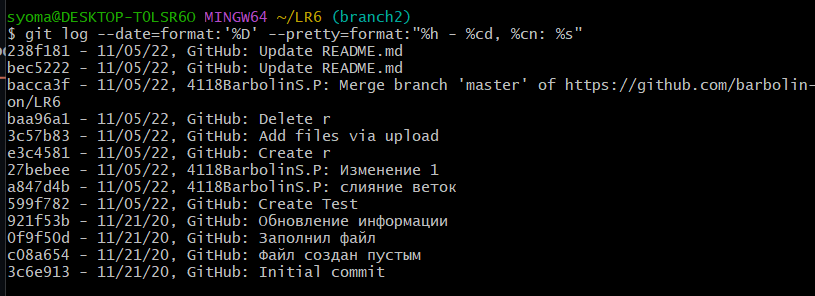 syoma@DESKTOP-T0LSR6O MINGW64 ~/LR6 (branch2)
$ git log --date=format:'%D' --pretty=format:"%h - %cd, %cn: %s"
238f181 - 11/05/22, GitHub: Update README.md
bec5222 - 11/05/22, GitHub: Update README.md
bacca3f - 11/05/22, 4118BarbolinS.P: Merge branch 'master' of https://github.com/barbolin-
on/LR6
baa96a1 - 11/05/22, GitHub: Delete r
3c57b83 - 11/05/22, GitHub: Add files via upload
e3c4581 - 11/05/22, GitHub: Create r
27bebee - 11/05/22, 4118BarbolinS.P: Изменение 1
a847d4b - 11/05/22, 4118BarbolinS.P: слияние веток
599f782 - 11/05/22, GitHub: Create Test
921f53b - 11/21/20, GitHub: Обновление информации
0f9f50d - 11/21/20, GitHub: Заполнил файл
c08a654 - 11/21/20, GitHub: Файл создан пустым
3c6e913 - 11/21/20, GitHub: Initial commit